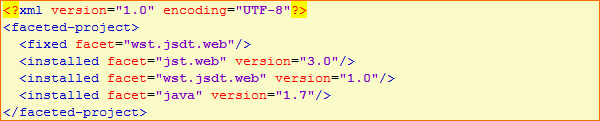 <?xml version="1.0" encoding="UTF-8"?>
<faceted-project>
  <fixed facet="wst.jsdt.web"/>
  <installed facet="jst.web" version="3.0"/>
  <installed facet="wst.jsdt.web" version="1.0"/>
  <installed facet="java" version="1.7"/>
</faceted-project>